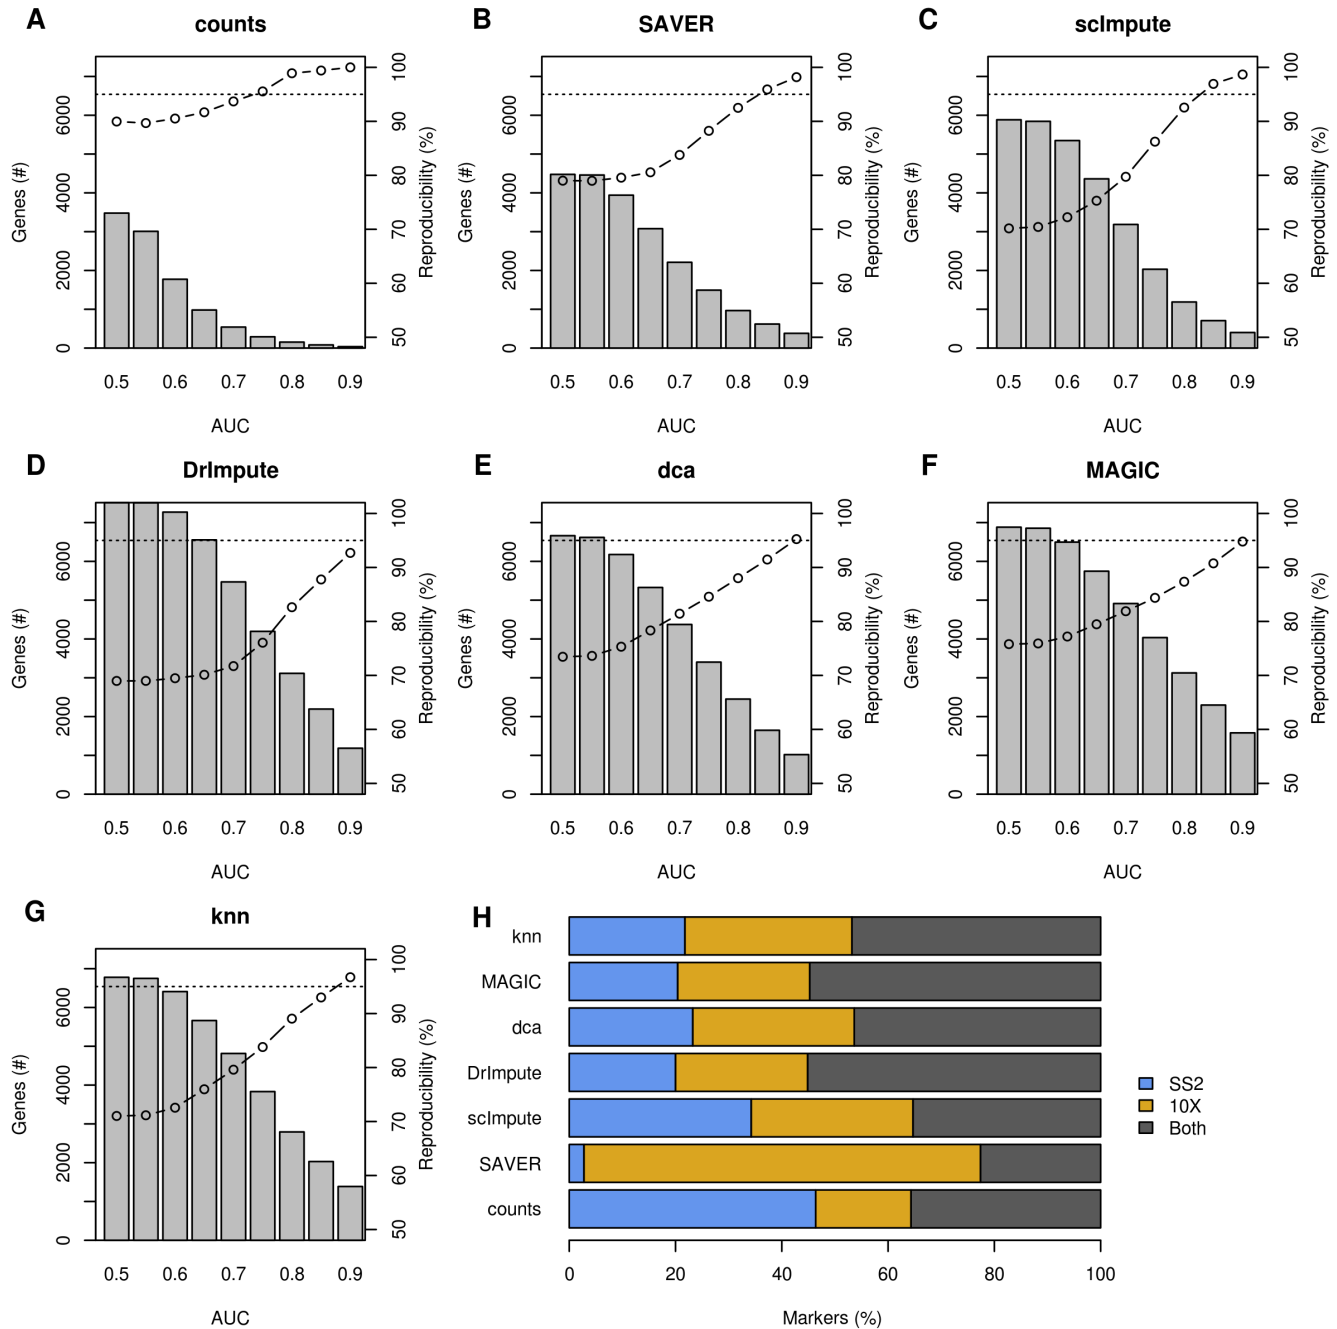 A
counts
Genes (#)
0
2000
4000
6000
50
60
70
80
90
100
Reproducibility (%)
0.5
0.6
0.7
0.8
0.9
AUC
B
SAVER
Genes (#)
0
2000
4000
6000
50
60
70
80
90
100
Reproducibility (%)
0.5
0.6
0.7
0.8
0.9
AUC
C
scImpute
Genes (#)
0
2000
4000
6000
50
60
70
80
90
100
Reproducibility (%)
0.5
0.6
0.7
0.8
0.9
AUC
D
DrImpute
Genes (#)
0
2000
4000
6000
50
60
70
80
90
100
Reproducibility (%)
0.5
0.6
0.7
0.8
0.9
AUC
E
dca
Genes (#)
0
2000
4000
6000
50
60
70
80
90
100
Reproducibility (%)
0.5
0.6
0.7
0.8
0.9
AUC
F
MAGIC
Genes (#)
0
2000
4000
6000
50
60
70
80
90
100
Reproducibility (%)
0.5
0.6
0.7
0.8
0.9
AUC
G
knn
Genes (#)
0
2000
4000
6000
50
60
70
80
90
100
Reproducibility (%)
0.5
0.6
0.7
0.8
0.9
AUC
H
knn
MAGIC
dca
DrImpute
scImpute
SAVER
counts
0
20
40
60
80
100
Markers (%)
SS2
10X
Both